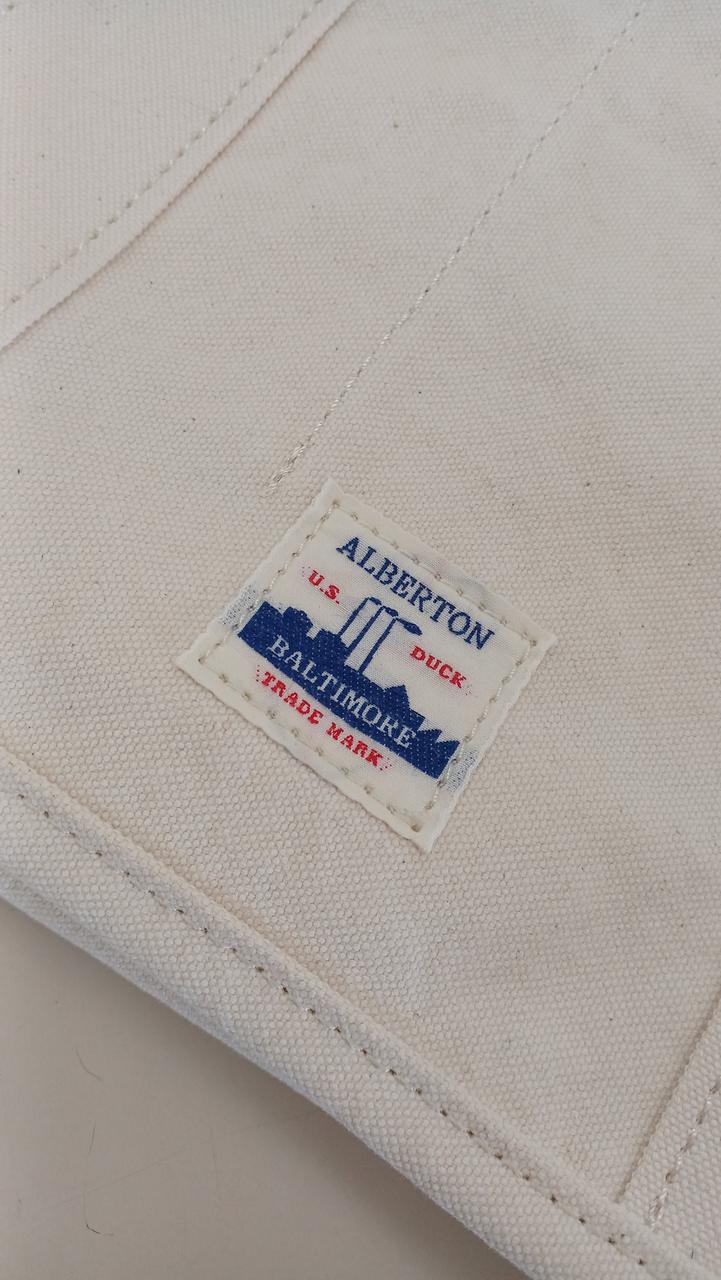 ALBERTON
U.S.
DUCK
BALTIMORE
TRADE MARK